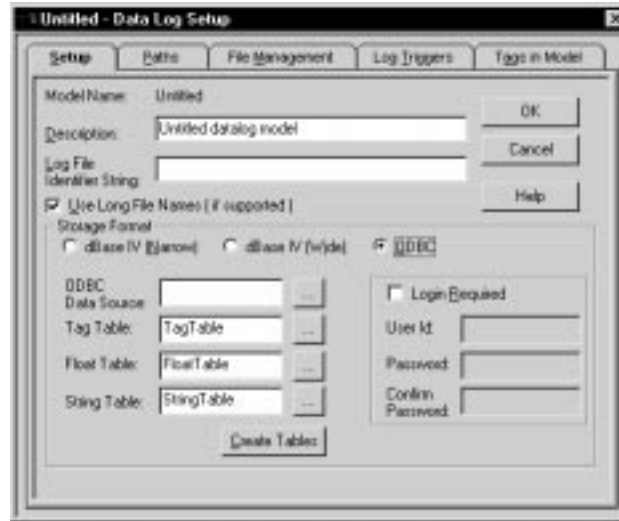 Untitled - Data Log Setup
Setup
Paths
File Management
Log Triggers
Tags in Model
Model Name: Untitled
OK
Description: Untitled datalog model
Cancel
Log File
Identifier String:
Help
Use Long File Names ( if supported )
Storage Format
dBase IV (Narrow)
dBase IV (Wide)
ODBC
ODBC
Data Source:
...
Login Required
Tag Table: TagTable
...
User Id:
Float Table: FloatTable
...
Password:
String Table: StringTable
...
Confirm
Password:
Create Tables